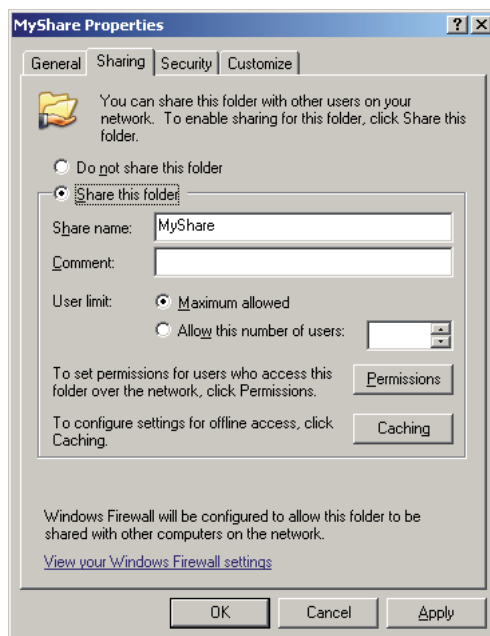 MyShare Properties
General Sharing Security Customize
You can share this folder with other users on your
network. To enable sharing for this folder, click Share this
folder.
Do not share this folder
Share this folder
Share name: MyShare
Comment:
User limit: Maximum allowed
Allow this number of users:
To set permissions for users who access this
folder over the network, click Permissions.
Permissions
To configure settings for offline access, click
Caching.
Caching
Windows Firewall will be configured to allow this folder to be
shared with other computers on the network.
View your Windows Firewall settings
OK Cancel Apply